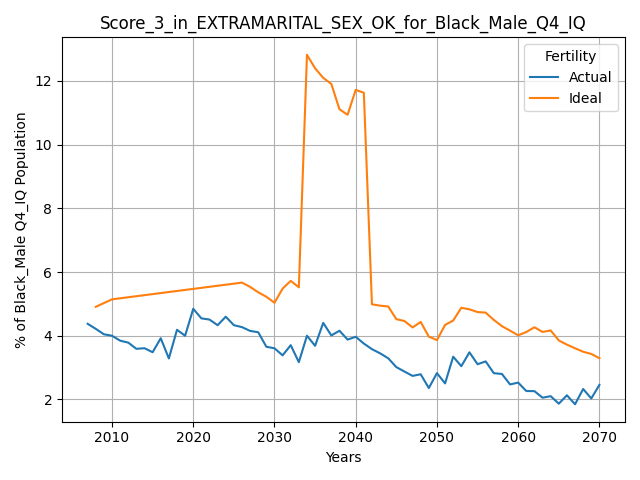 Score_3_in_EXTRAMARITAL_SEX_OK_for_Black_Male_Q4_IQ
Fertility
Actual
Ideal
% of Black_Male Q4_IQ Population
12
10
8
6
4
2
2010 2020 2030 2040 2050 2060 2070
Years